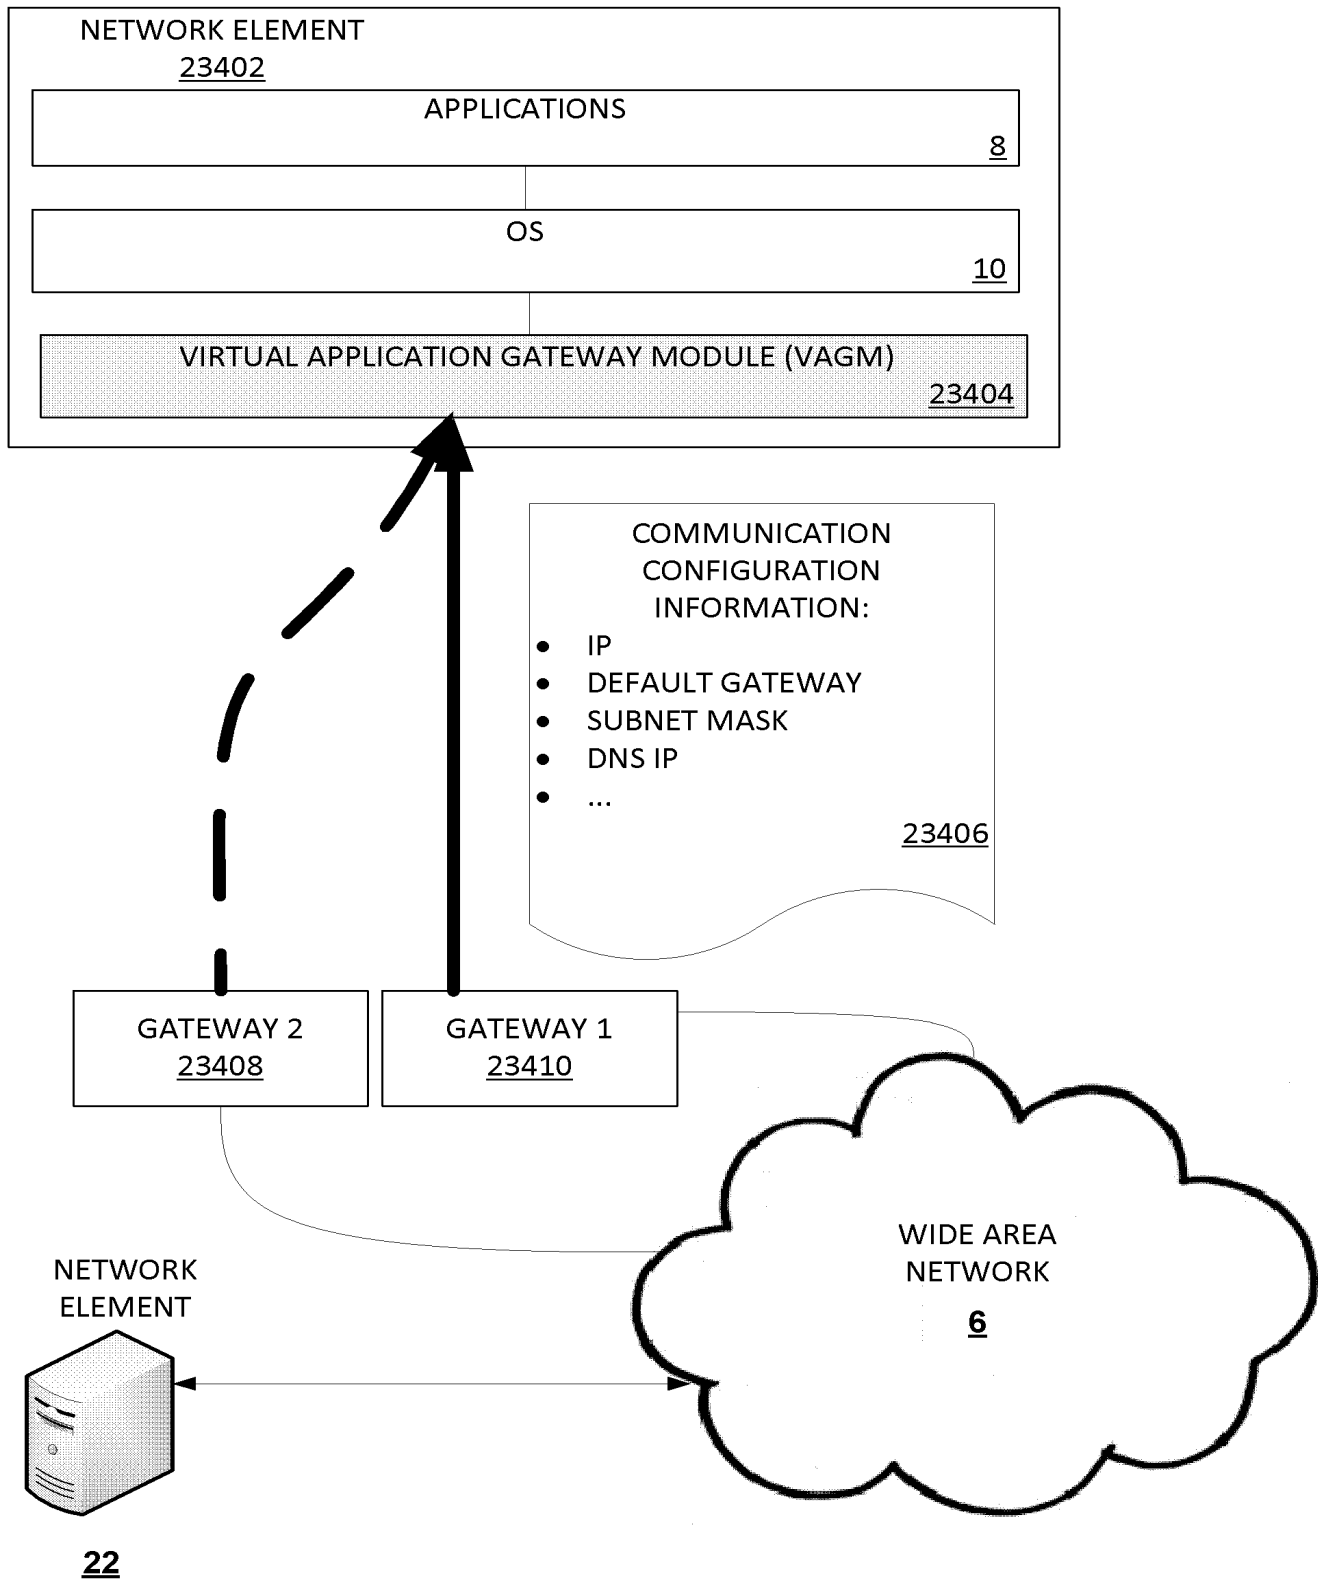 NETWORK ELEMENT
23402
APPLICATIONS
8
OS
10
VIRTUAL APPLICATION GATEWAY MODULE (VAGM)
23404
COMMUNICATION
CONFIGURATION
INFORMATION:
• IP
• DEFAULT GATEWAY
• SUBNET MASK
• DNS IP
• ...
23406
GATEWAY 2
23408
GATEWAY 1
23410
WIDE AREA
NETWORK
6
NETWORK
ELEMENT
22